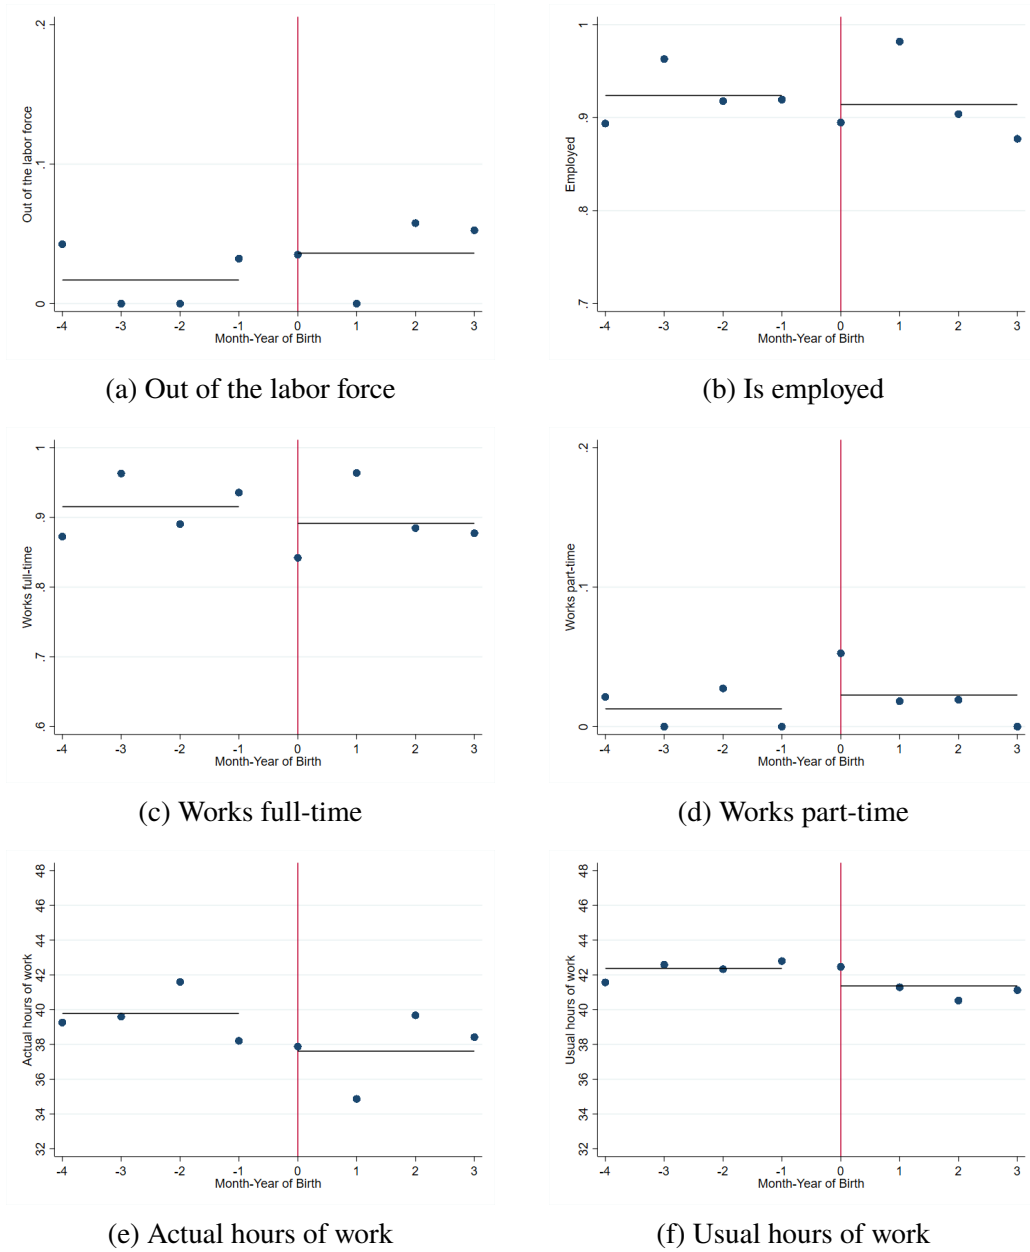 .2
.1
0
Out of the labor force
-4 -3 -2 -1 0 1 2 3
Month-Year of Birth
(a) Out of the labor force
1
.9
.8
.7
Employed
-4 -3 -2 -1 0 1 2 3
Month-Year of Birth
(b) Is employed
1
.9
.8
.7
.6
Works full-time
-4 -3 -2 -1 0 1 2 3
Month-Year of Birth
(c) Works full-time
.2
.1
0
Works part-time
-4 -3 -2 -1 0 1 2 3
Month-Year of Birth
(d) Works part-time
48
46
44
42
40
38
36
34
32
Actual hours of work
-4 -3 -2 -1 0 1 2 3
Month-Year of Birth
(e) Actual hours of work
48
46
44
42
40
38
36
34
32
Usual hours of work
-4 -3 -2 -1 0 1 2 3
Month-Year of Birth
(f) Usual hours of work